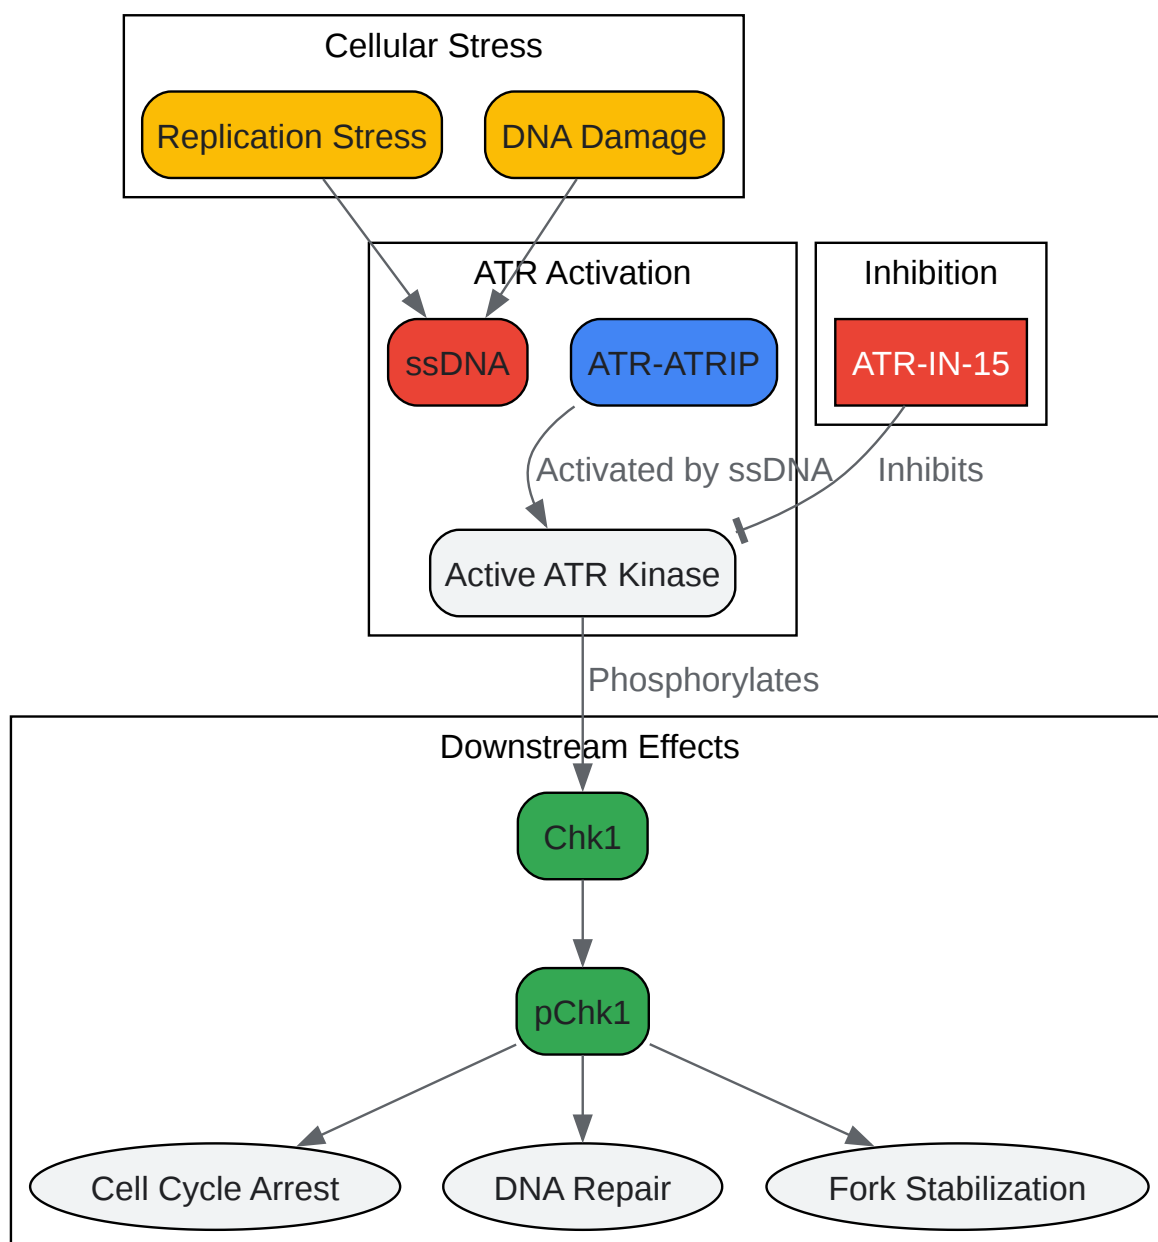 Cellular Stress
Replication Stress
DNA Damage
ATR Activation
Inhibition
ssDNA
ATR-ATRIP
ATR-IN-15
Activated by ssDNA
Inhibits
Active ATR Kinase
Phosphorylates
Downstream Effects
Chk1
pChk1
Cell Cycle Arrest
DNA Repair
Fork Stabilization